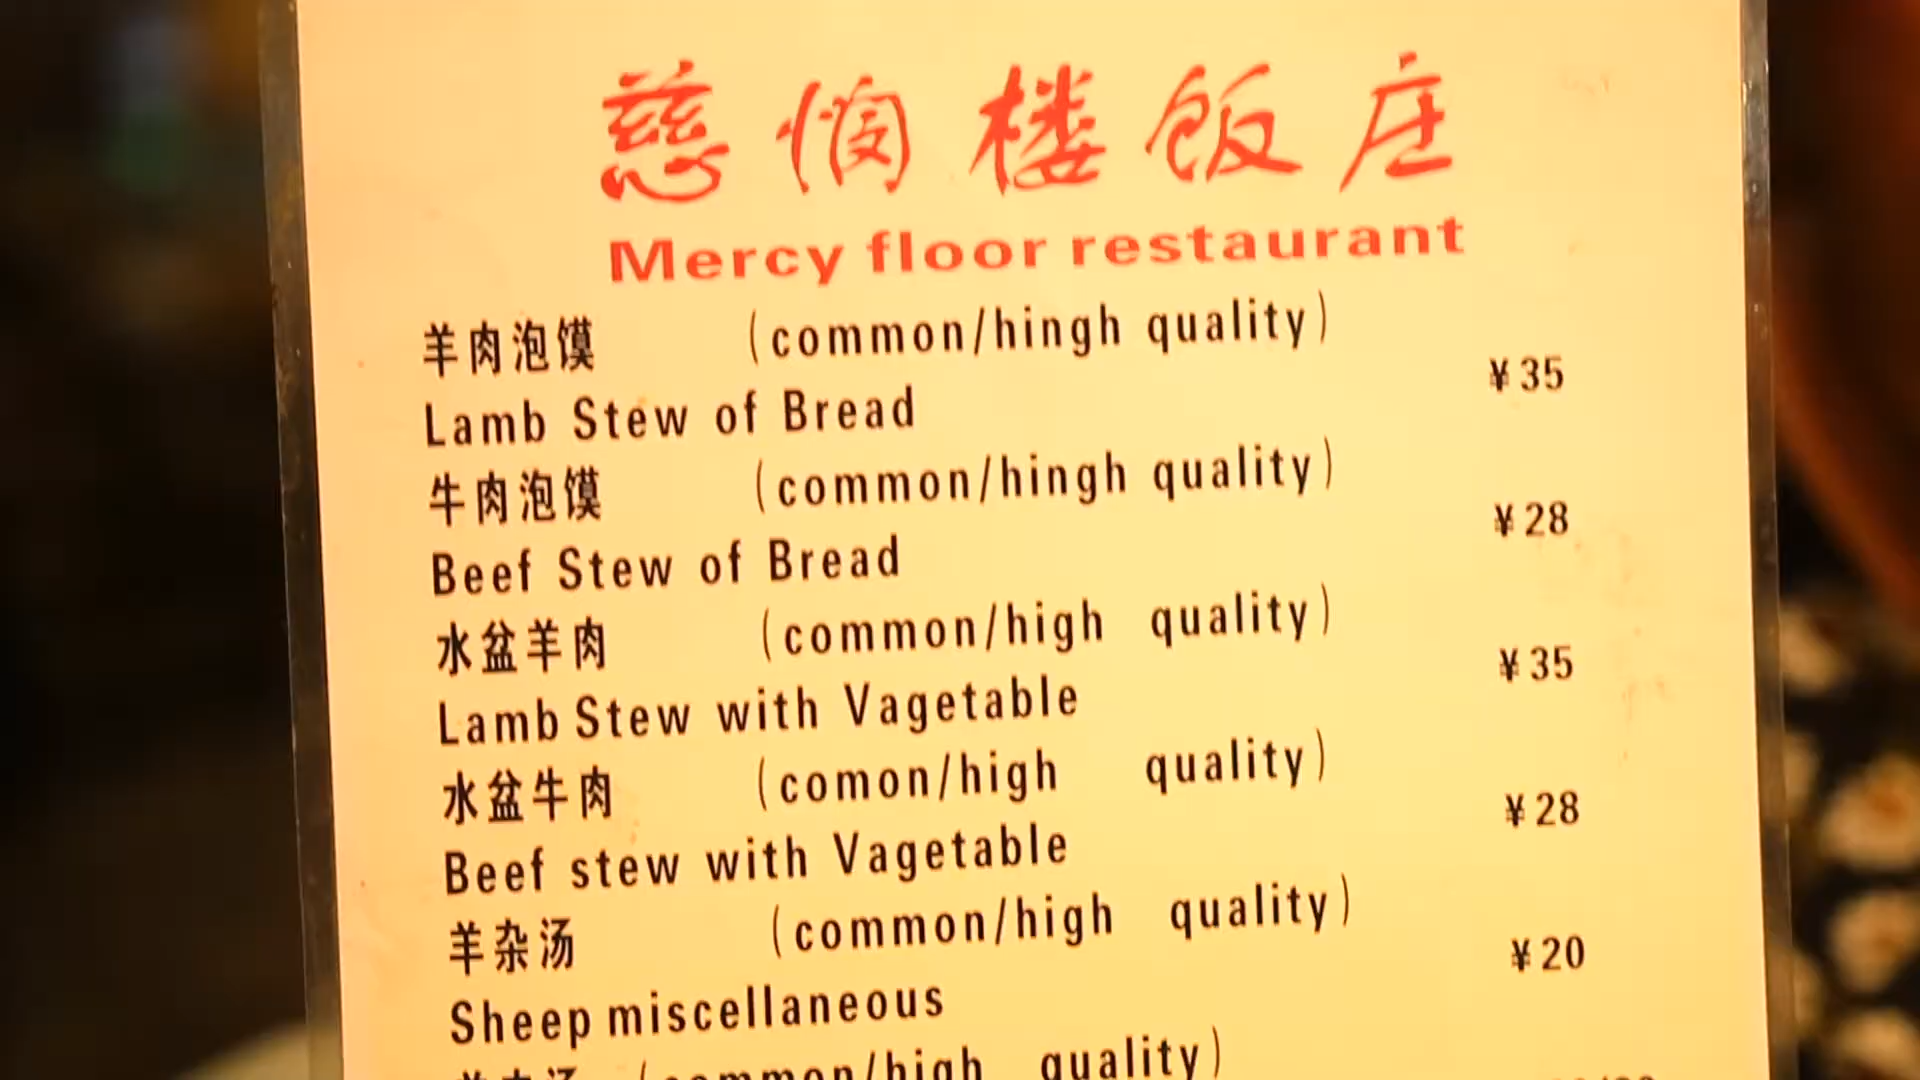 慈悯楼饭庄
Mercy floor restaurant
羊肉泡馍 (common/hingh quality)
¥35
Lamb Stew of Bread
牛肉泡馍 (common/hingh quality)
¥28
Beef Stew of Bread
水盆羊肉 (common/high quality)
¥35
Lamb Stew with Vagetable
水盆牛肉 (comon/high quality)
¥28
Beef stew with Vagetable
羊杂汤 (common/high quality)
¥20
Sheep miscellaneous
(common/high quality)